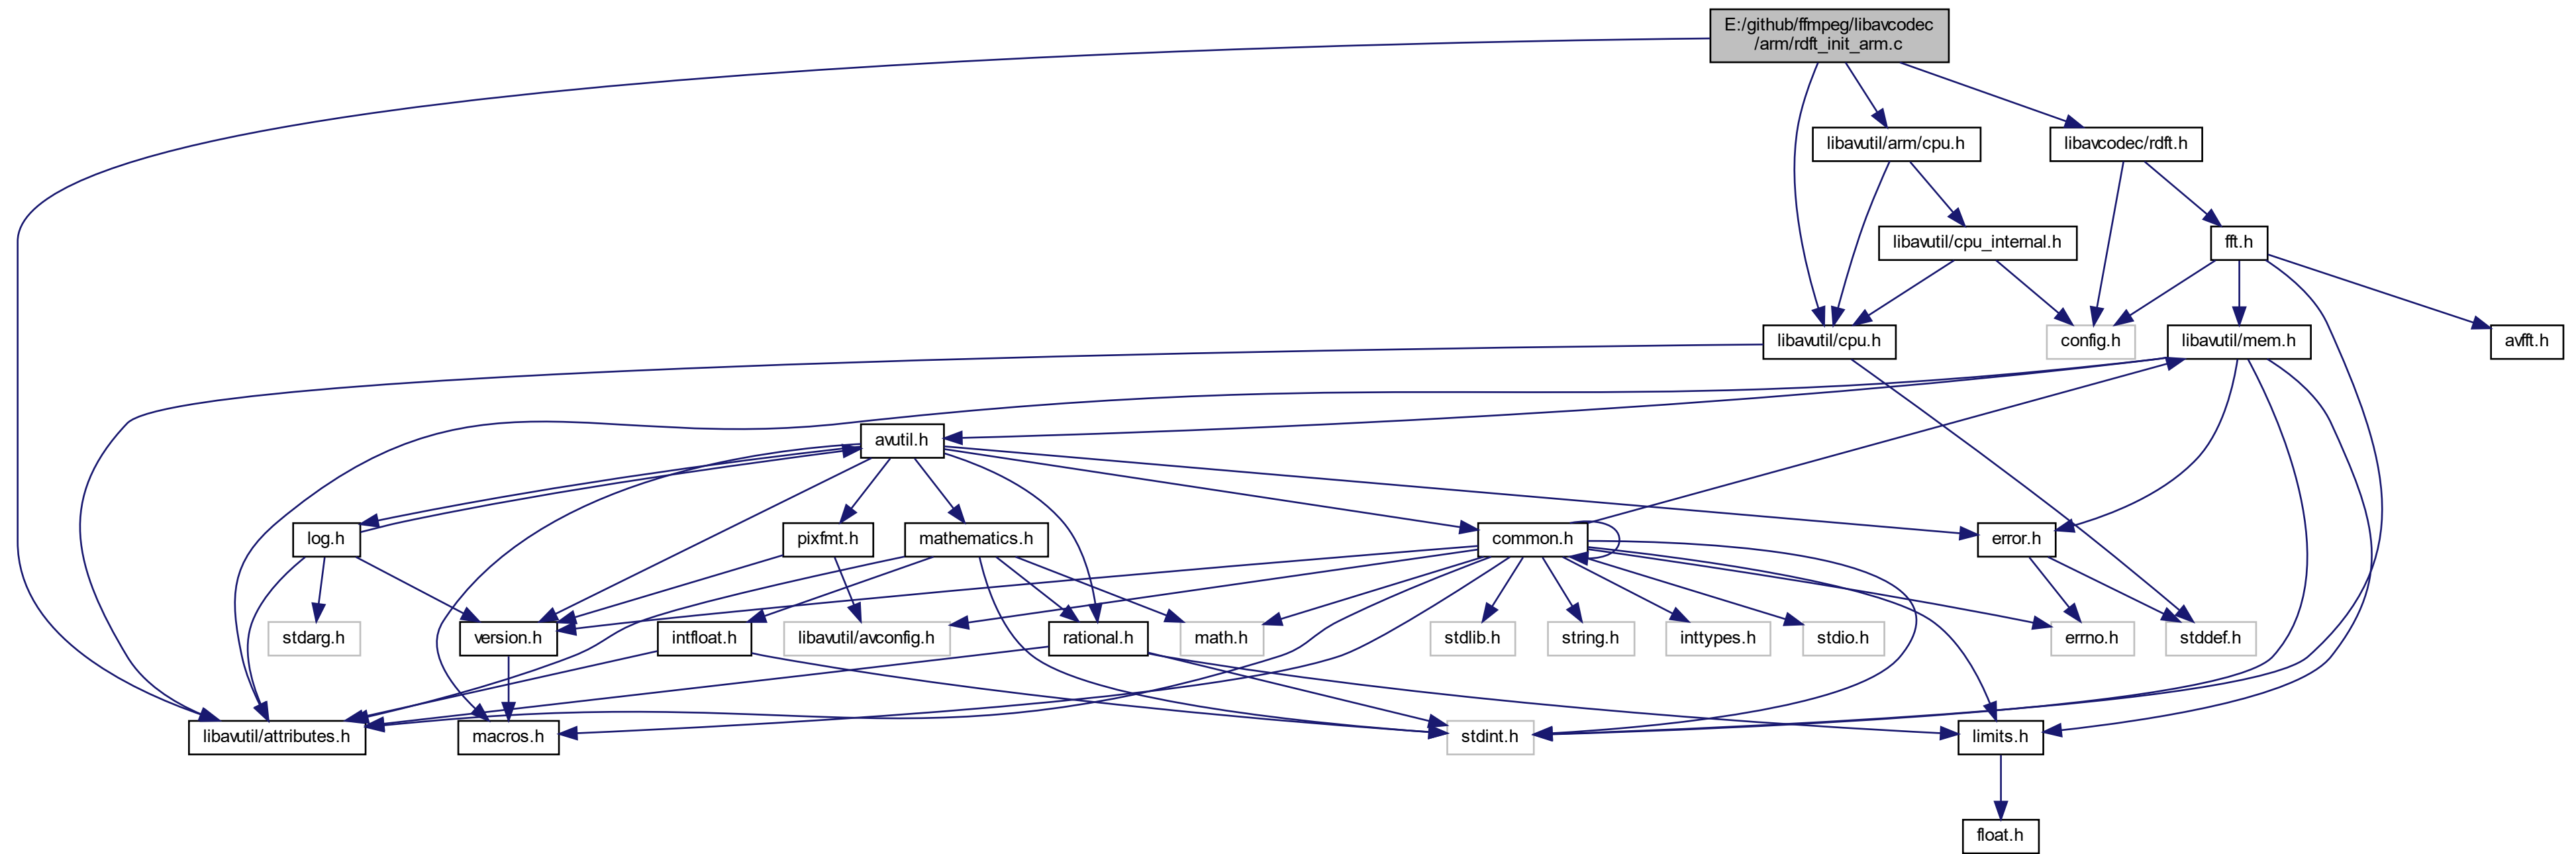 E:/github/ffmpeg/libavcodec
/arm/rdft_init_arm.c
libavutil/arm/cpu.h
libavcodec/rdft.h
libavutil/cpu_internal.h
fft.h
libavutil/cpu.h
config.h
libavutil/mem.h
avfft.h
avutil.h
log.h
pixfmt.h
mathematics.h
common.h
error.h
stdarg.h
version.h
intfloat.h
libavutil/avconfig.h
rational.h
math.h
stdlib.h
string.h
inttypes.h
stdio.h
errno.h
stddef.h
libavutil/attributes.h
macros.h
stdint.h
limits.h
float.h